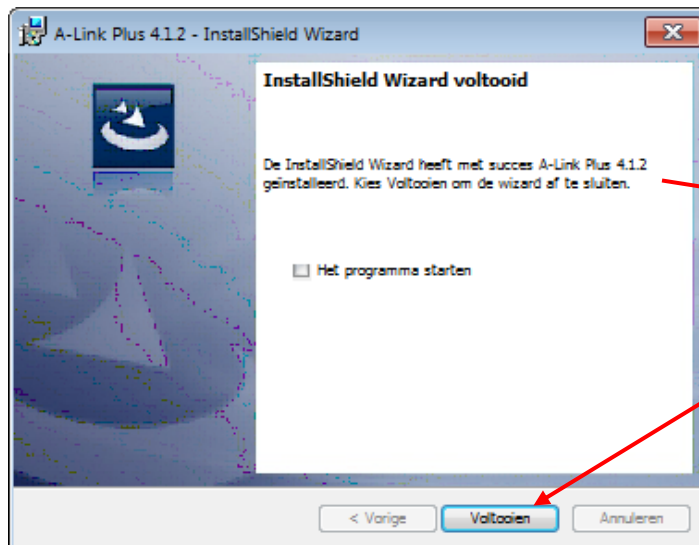 A-Link Plus 4.1.2 - InstallShield Wizard
InstallShield Wizard voltooid
De InstallShield Wizard heeft met succes A-Link Plus 4.1.2
geïnstalleerd. Kies Voltooien om de wizard af te sluiten.
Het programma starten
< Vorige
Voltooien
Annuleren